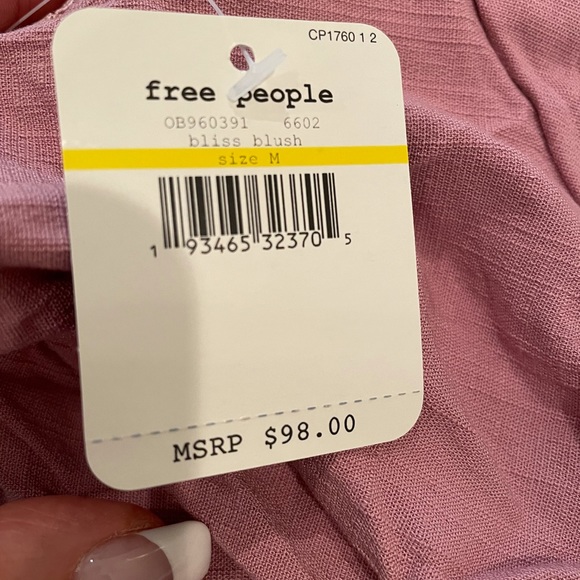 CP1760 1 2
free people
OB960391 6602
bliss blush
size M
1 93465 32370 5
MSRP $98.00